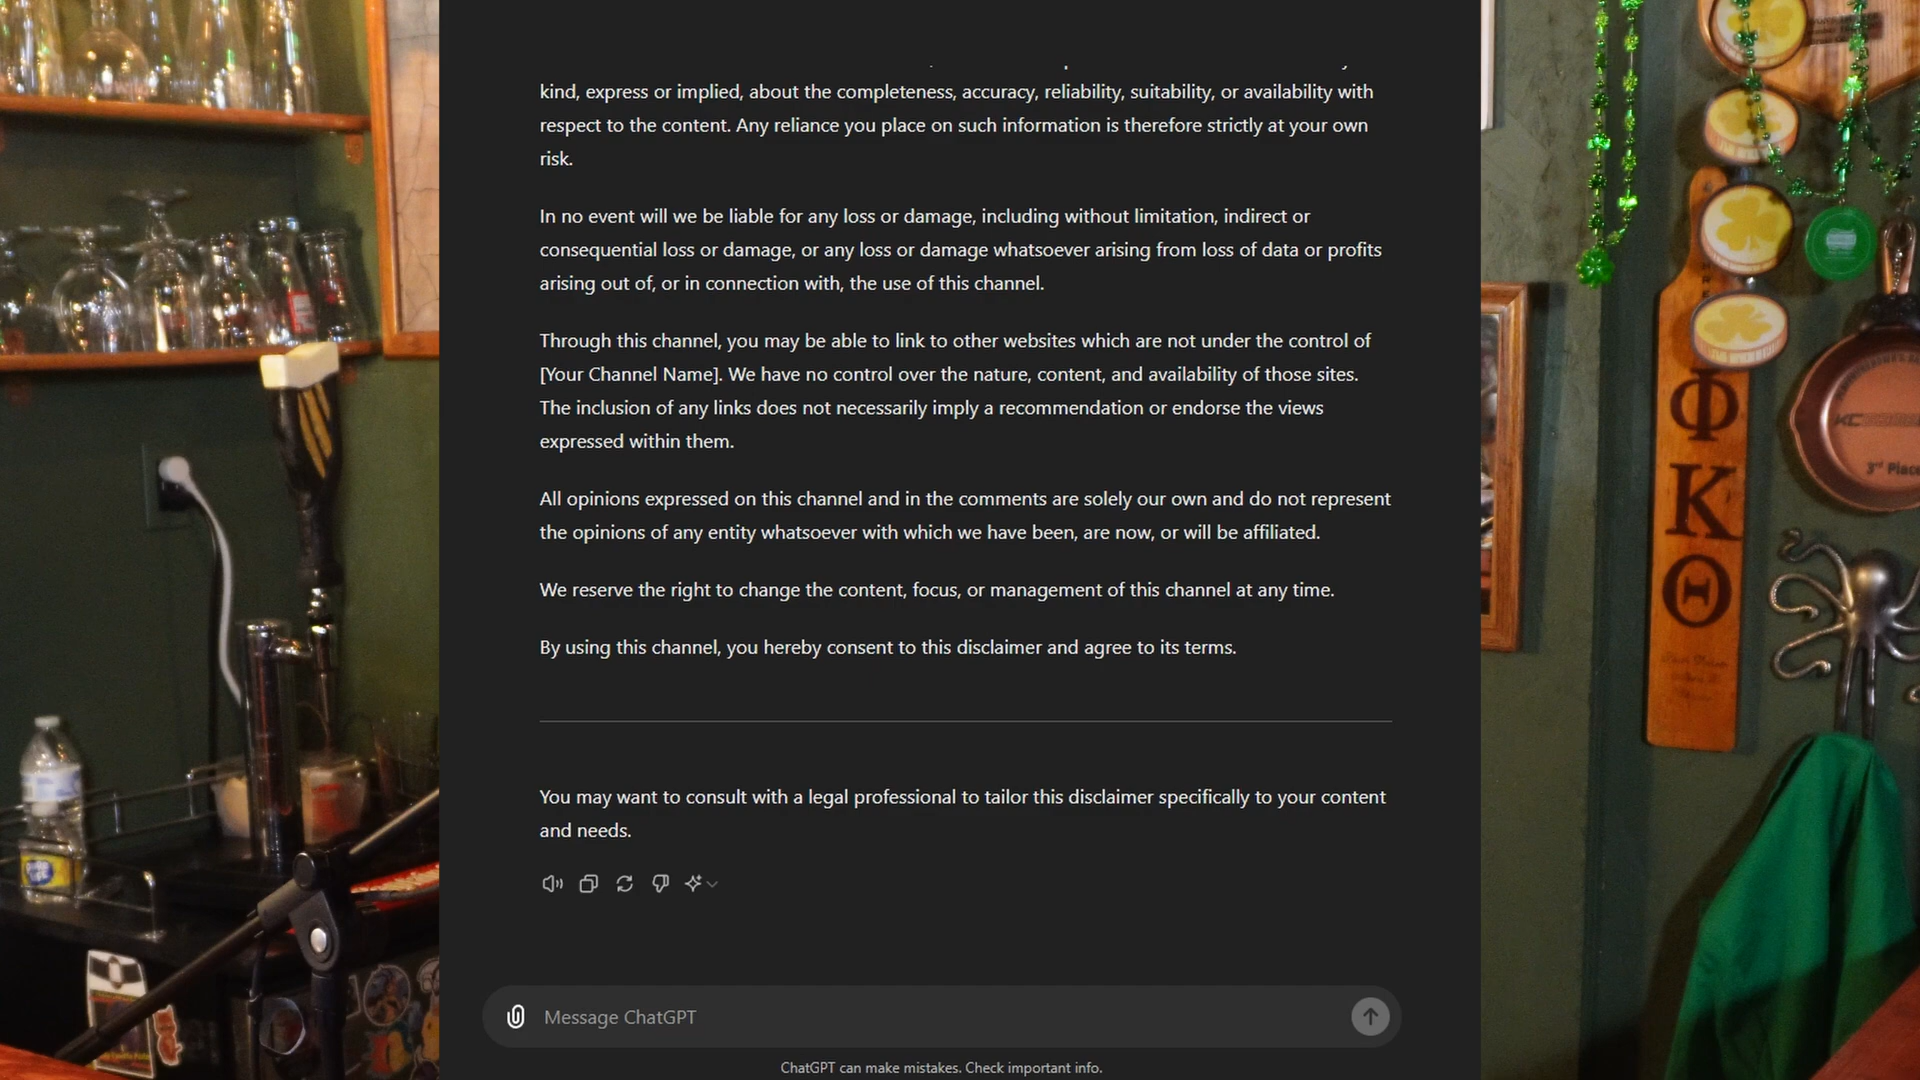 kind, express or implied, about the completeness, accuracy, reliability, suitability, or availability with
respect to the content. Any reliance you place on such information is therefore strictly at your own
risk.
In no event will we be liable for any loss or damage, including without limitation, indirect or
consequential loss or damage, or any loss or damage whatsoever arising from loss of data or profits
arising out of, or in connection with, the use of this channel.
Through this channel, you may be able to link to other websites which are not under the control of
[Your Channel Name]. We have no control over the nature, content, and availability of those sites.
The inclusion of any links does not necessarily imply a recommendation or endorse the views
expressed within them.
All opinions expressed on this channel and in the comments are solely our own and do not represent
the opinions of any entity whatsoever with which we have been, are now, or will be affiliated.
We reserve the right to change the content, focus, or management of this channel at any time.
By using this channel, you hereby consent to this disclaimer and agree to its terms.
You may want to consult with a legal professional to tailor this disclaimer specifically to your content
and needs.
Message ChatGPT
ChatGPT can make mistakes. Check important info.
Φ
Κ
Θ
KC
3rd Place